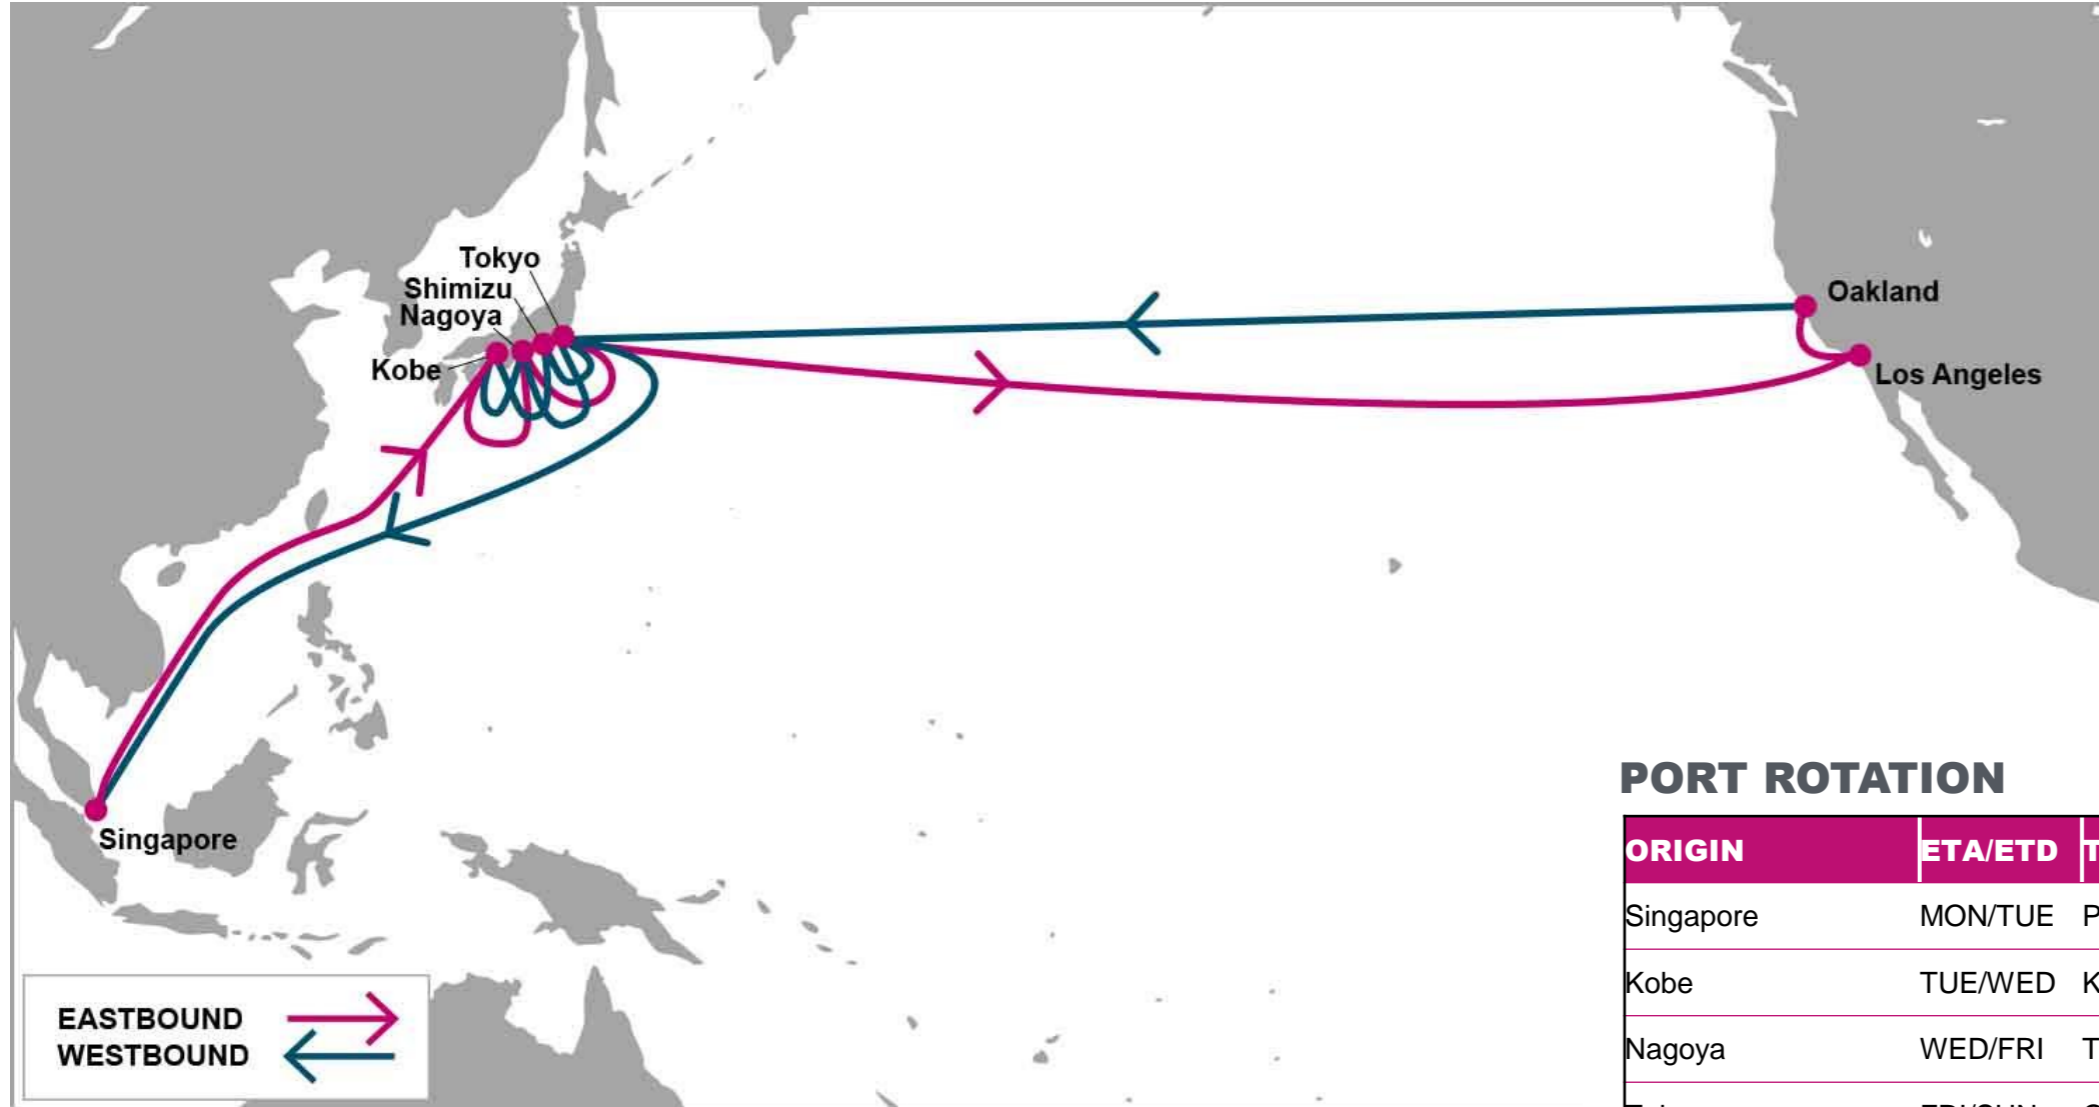 Tokyo
Shimizu
Nagoya
Kobe
Oakland
Los Angeles
Singapore
EASTBOUND
WESTBOUND
PORT ROTATION
ORIGIN ETA/ETD T
Singapore MON/TUE P
Kobe TUE/WED K
Nagoya WED/FRI T